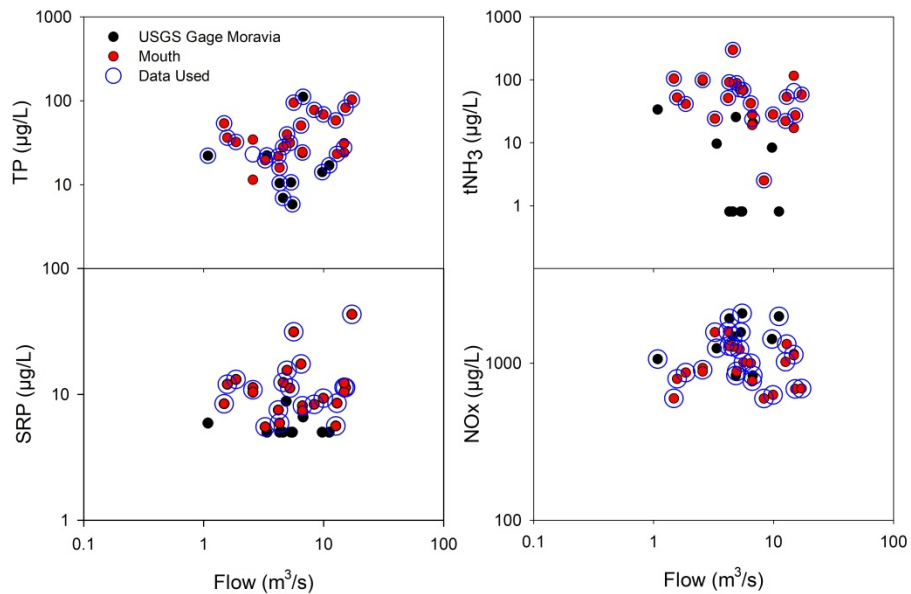 1000
USGS Gage Moravia
Mouth
Data Used
100
10
TP (µg/L)
1000
100
10
1
tNH3 (µg/L)
100
10
1
SRP (µg/L)
0.1 1 10 100
Flow (m³/s)
1000
100
NOx (µg/L)
0.1 1 10 100
Flow (m³/s)